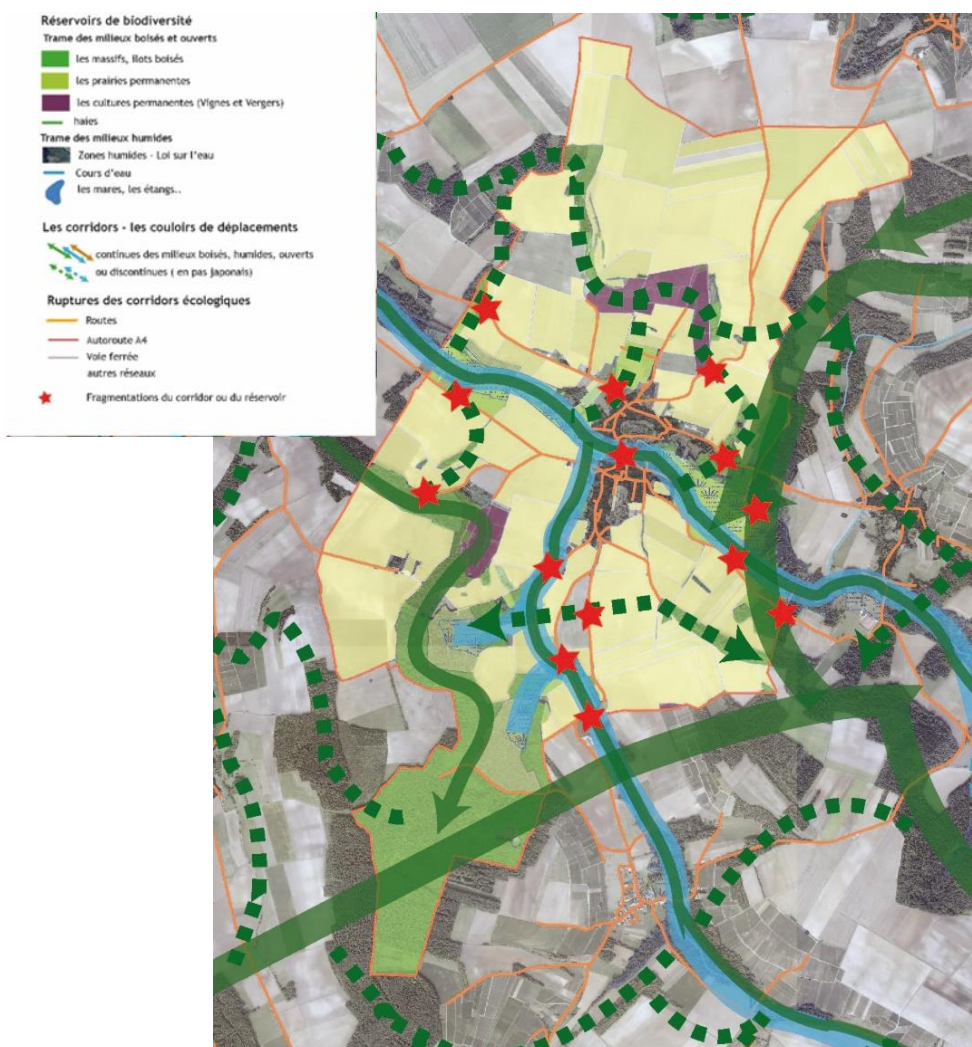 Réservoirs de biodiversité
Trame des milieux boisés et ouverts
les massifs, îlots boisés
les prairies permanentes
les cultures permanentes (Vignes et Vergers)
haies
Trame des milieux humides
Zones humides - Loi sur l'eau
Cours d'eau
les mares, les étangs..
Les corridors - les couloirs de déplacements
continues des milieux boisés, humides, ouverts
ou discontinues ( en pas japonais)
Ruptures des corridors écologiques
Routes
Autoroute A4
Voie ferrée
autres réseaux
Fragmentations du corridor ou du réservoir